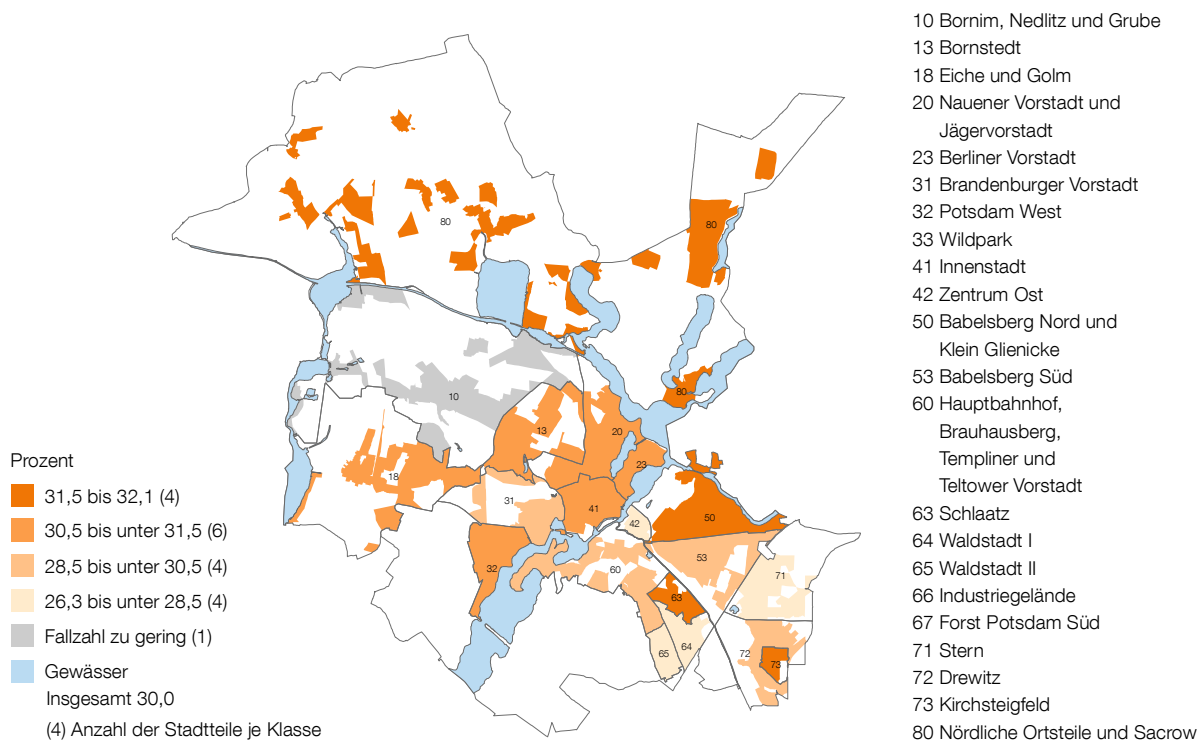 10 Bornim, Nedlitz und Grube
13 Bornstedt
18 Eiche und Golm
20 Nauener Vorstadt und
Jägervorstadt
23 Berliner Vorstadt
31 Brandenburger Vorstadt
32 Potsdam West
33 Wildpark
41 Innenstadt
42 Zentrum Ost
50 Babelsberg Nord und
Klein Glienicke
53 Babelsberg Süd
60 Hauptbahnhof,
Brauhausberg,
Templiner und
Teltower Vorstadt
63 Schlaatz
64 Waldstadt I
65 Waldstadt II
66 Industriegelände
67 Forst Potsdam Süd
71 Stern
72 Drewitz
73 Kirchsteigfeld
80 Nördliche Ortsteile und Sacrow
80
80
80
10
13
20
23
18
31
41
42
50
53
32
60
63
71
65
64
72
73
Prozent
31,5 bis 32,1 (4)
30,5 bis unter 31,5 (6)
28,5 bis unter 30,5 (4)
26,3 bis unter 28,5 (4)
Fallzahl zu gering (1)
Gewässer
Insgesamt 30,0
(4) Anzahl der Stadtteile je Klasse